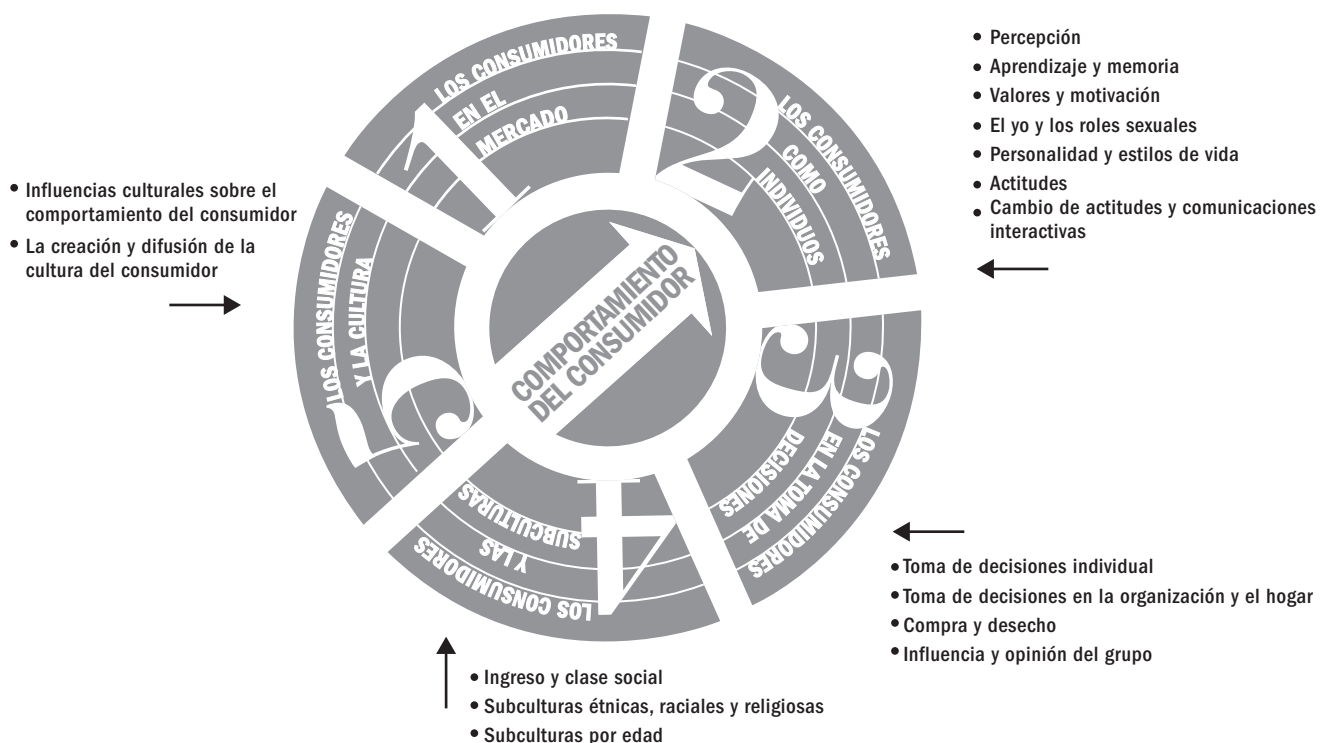 1
LOS CONSUMIDORES
EN EL
MERCADO
2
LOS CONSUMIDORES
COMO
INDIVIDUOS
• Percepción
• Aprendizaje y memoria
• Valores y motivación
• El yo y los roles sexuales
• Personalidad y estilos de vida
• Actitudes
• Cambio de actitudes y comunicaciones
interactivas
• Influencias culturales sobre el
comportamiento del consumidor
• La creación y difusión de la
cultura del consumidor
LOS CONSUMIDORES
Y LA CULTURA
5
COMPORTAMIENTO
DEL CONSUMIDOR
3
LOS CONSUMIDORES
EN LA TOMA DE
DECISIONES
4
LOS CONSUMIDORES
Y LAS
SUBCULTURAS
• Toma de decisiones individual
• Toma de decisiones en la organización y el hogar
• Compra y desecho
• Influencia y opinión del grupo
• Ingreso y clase social
• Subculturas étnicas, raciales y religiosas
• Subculturas por edad